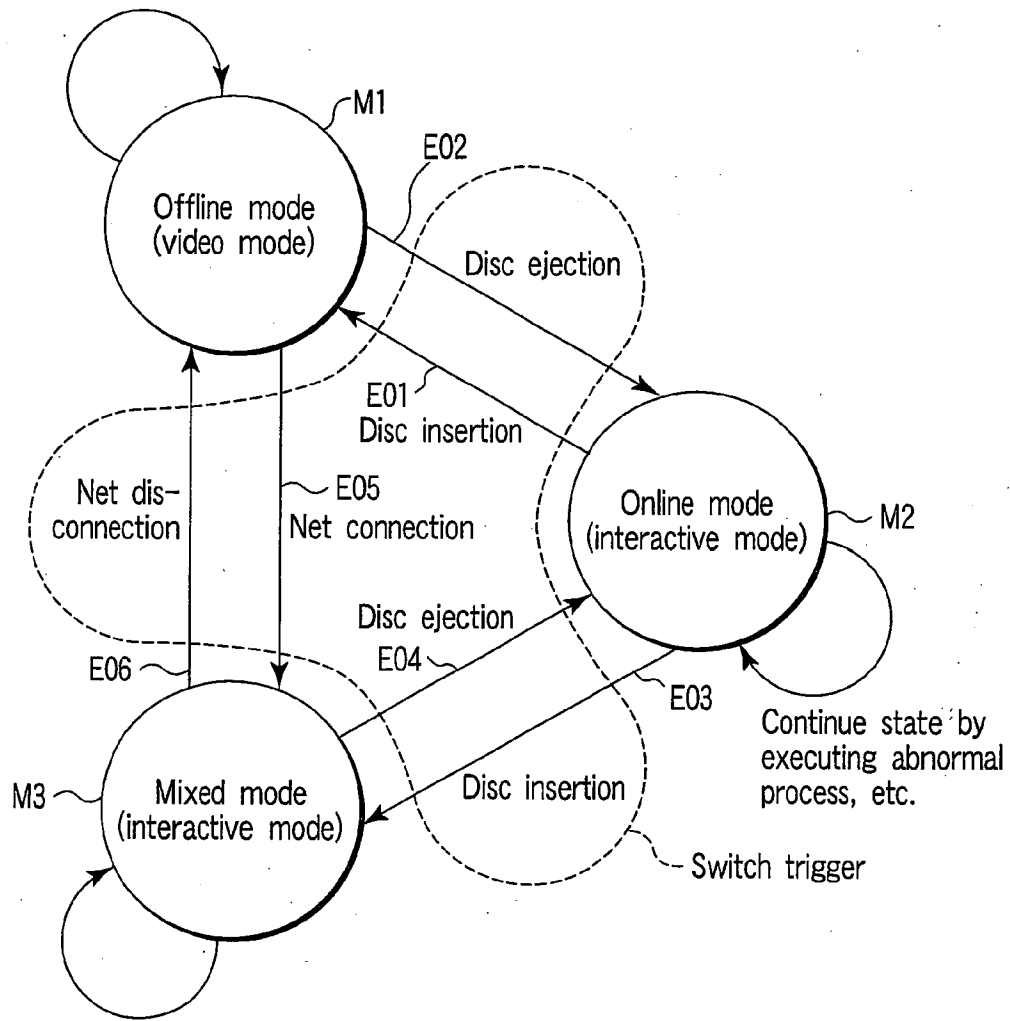 M1
E02
Offline mode
(video mode)
Disc ejection
E01
Disc insertion
Net dis-
connection
E05
Net connection
Online mode
(interactive mode)
M2
Disc ejection
E04
E06
E03
Continue state by
executing abnormal
process, etc.
M3
Mixed mode
(interactive mode)
Disc insertion
Switch trigger